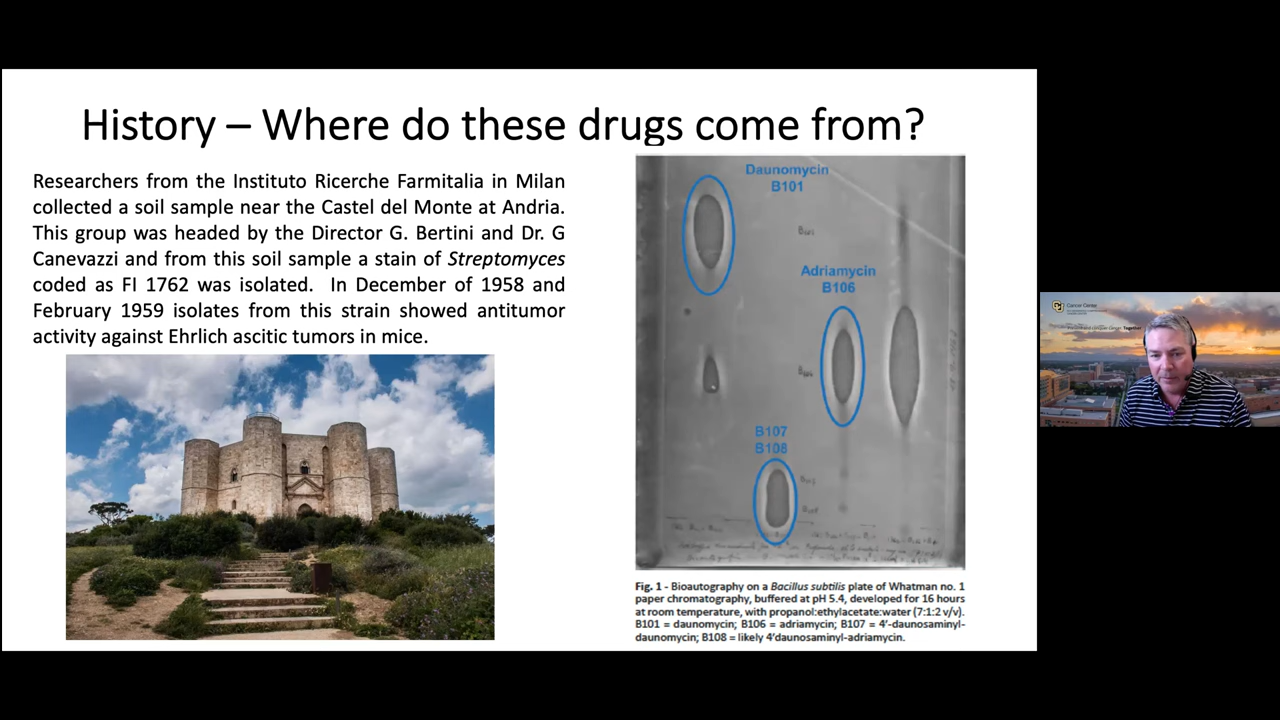 History – Where do these drugs come from?
Researchers from the Instituto Ricerche Farmitalia in Milan
collected a soil sample near the Castel del Monte at Andria.
This group was headed by the Director G. Bertini and Dr. G
Canevazzi and from this soil sample a stain of Streptomyces
coded as FI 1762 was isolated. In December of 1958 and
February 1959 isolates from this strain showed antitumor
activity against Ehrlich ascitic tumors in mice.
Daunomycin
B101
Adriamycin
B106
B107
B108
Fig. 1 - Bioautography on a Bacillus subtilis plate of Whatman no. 1
paper chromatography, buffered at pH 5.4, developed for 16 hours
at room temperature, with propanol:ethylacetate:water (7:1:2 v/v).
B101 = daunomycin; B106 = adriamycin; B107 = 4'-daunosaminyl-
daunomycin; B108 = likely 4'daunosaminyl-adriamycin.
Cancer Center
Together